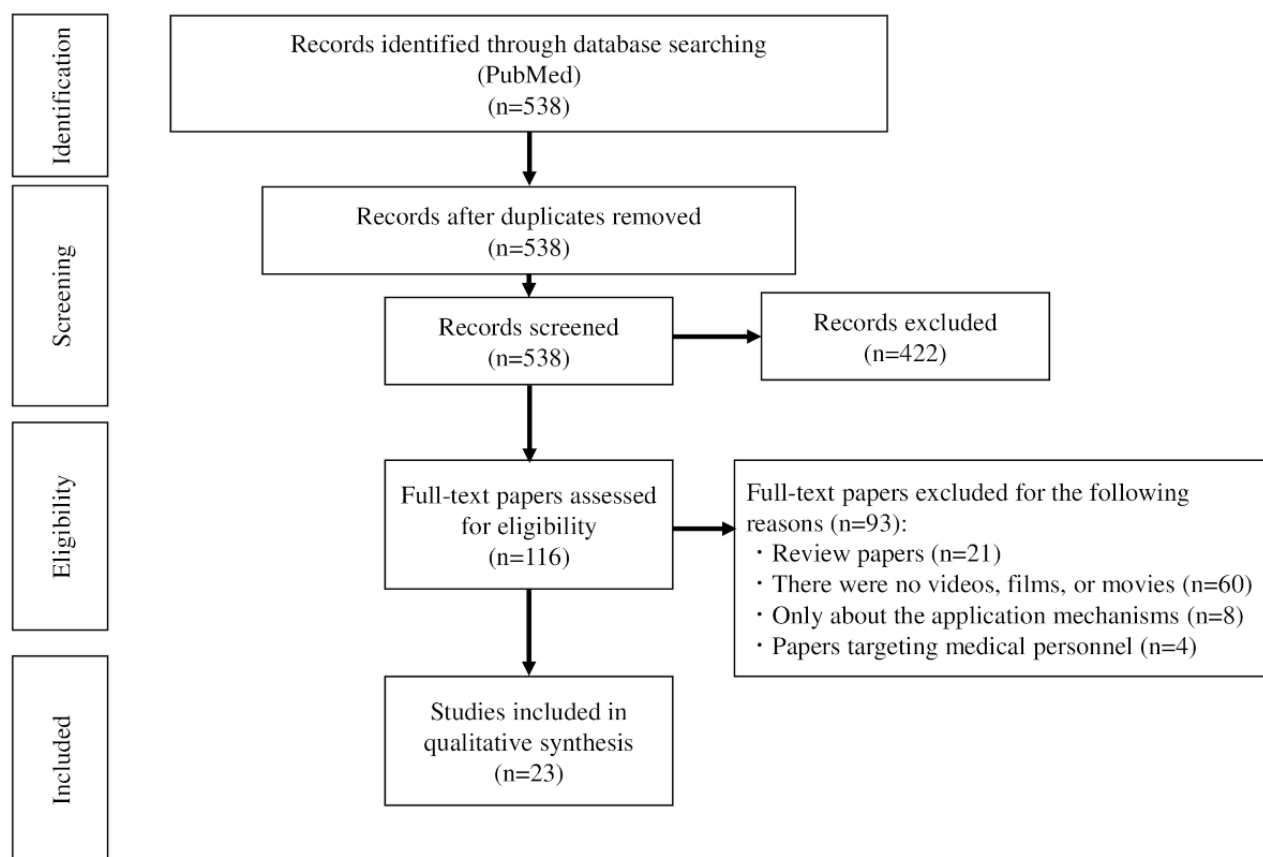 Identification
Records identified through database searching
(PubMed)
(n=538)
Screening
Records after duplicates removed
(n=538)
Records screened
(n=538)
Records excluded
(n=422)
Eligibility
Full-text papers assessed
for eligibility
(n=116)
Full-text papers excluded for the following
reasons (n=93):
・Review papers (n=21)
・There were no videos, films, or movies (n=60)
・Only about the application mechanisms (n=8)
・Papers targeting medical personnel (n=4)
Included
Studies included in
qualitative synthesis
(n=23)